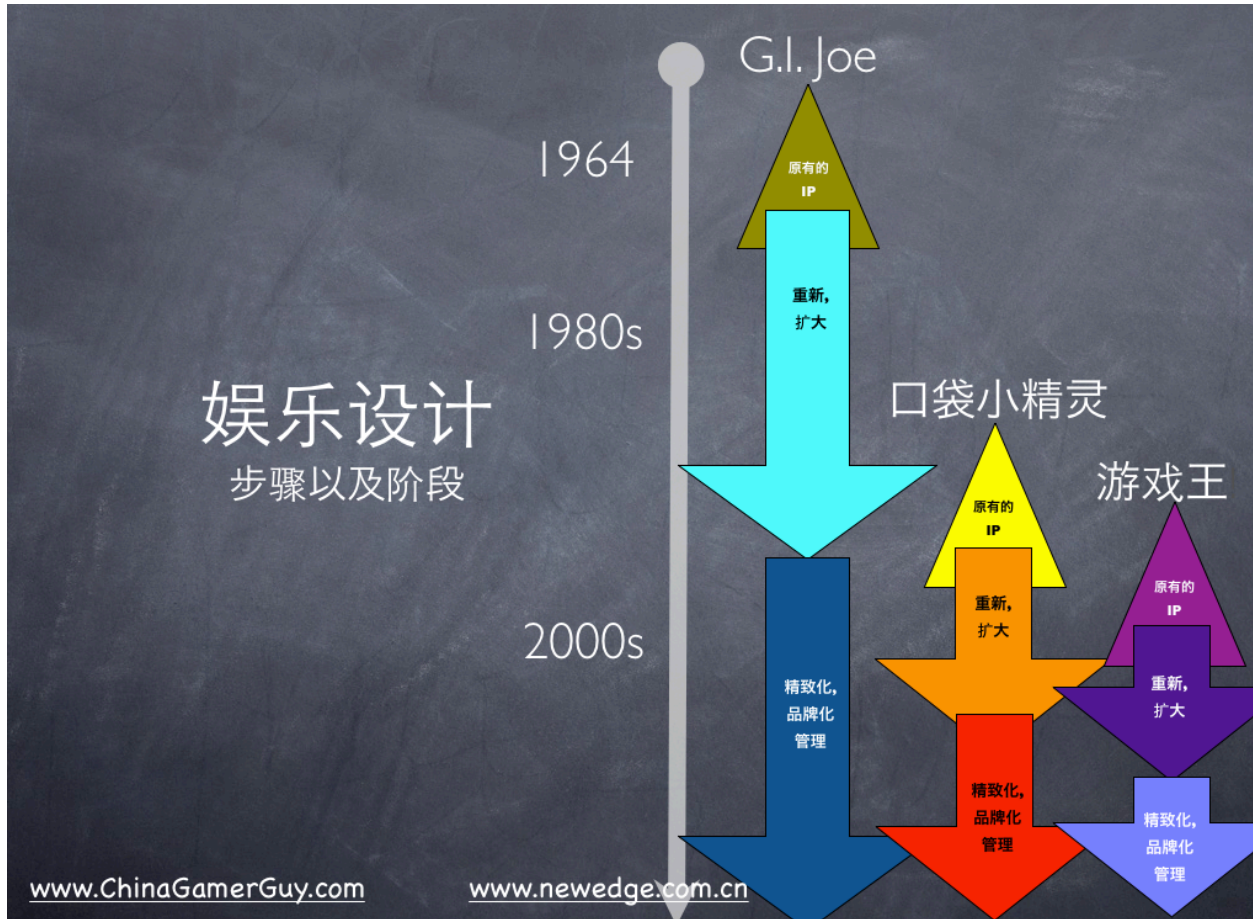 G.I. Joe
1964
原有的
IP
重新，
扩大
1980s
娱乐设计
步骤以及阶段
口袋小精灵
原有的
IP
重新，
扩大
游戏王
原有的
IP
重新，
扩大
2000s
精致化，
品牌化
管理
精致化，
品牌化
管理
精致化，
品牌化
管理
www.ChinaGamerGuy.com
www.newedge.com.cn